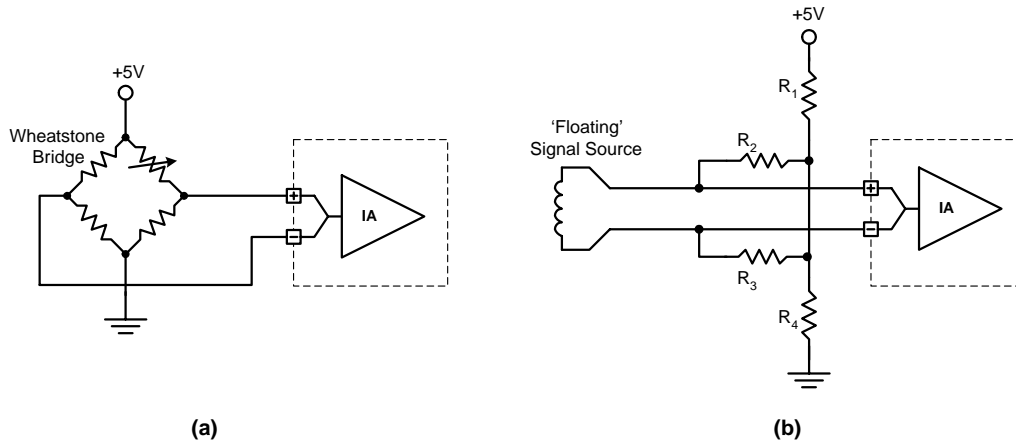 +5V
Wheatstone
Bridge
+
−
IA
(a)
+5V
R1
'Floating'
Signal Source
R2
+
−
IA
R3
R4
(b)